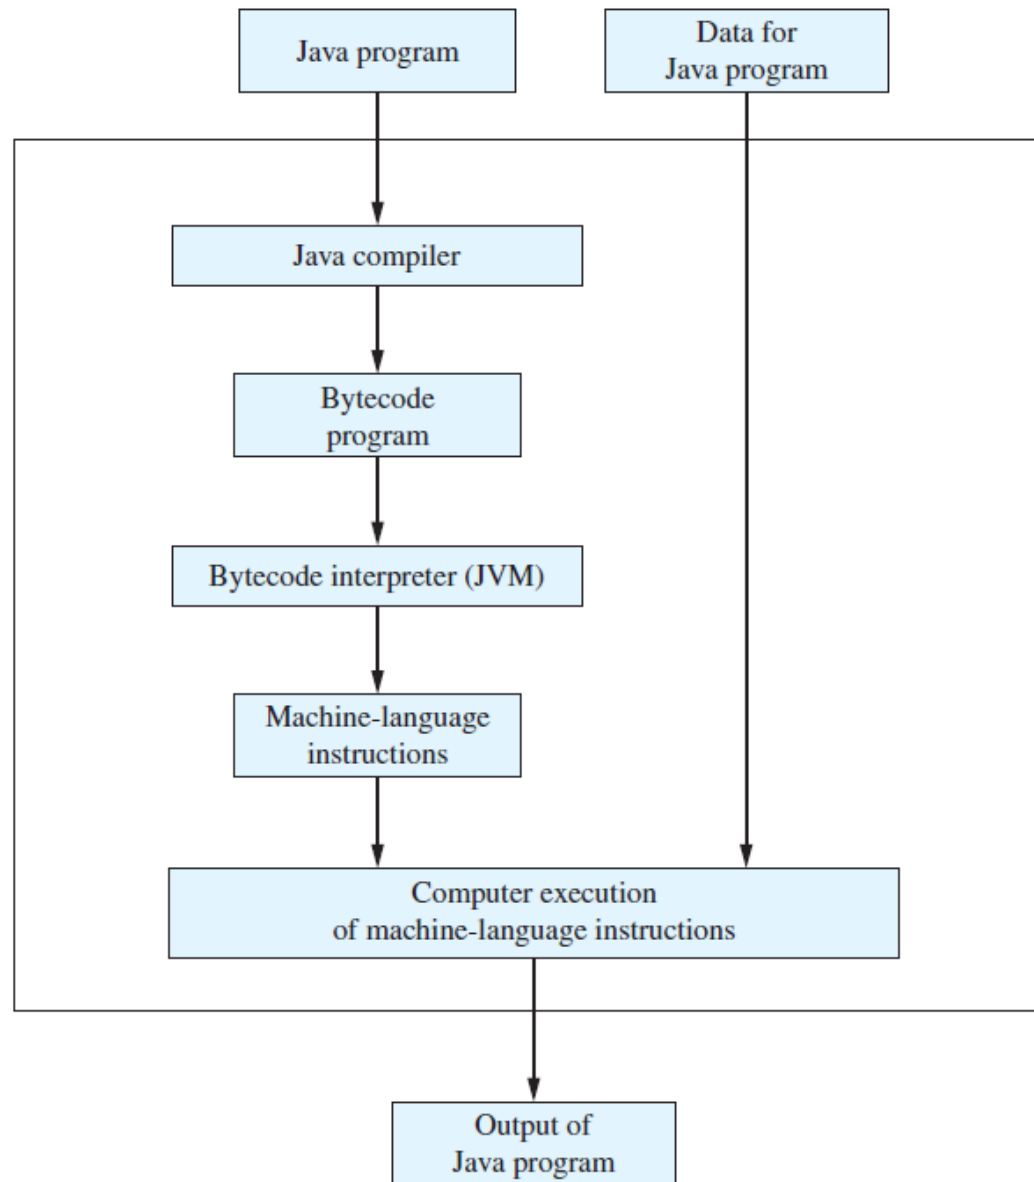 Java program
Data for
Java program
Java compiler
Bytecode
program
Bytecode interpreter (JVM)
Machine-language
instructions
Computer execution
of machine-language instructions
Output of
Java program